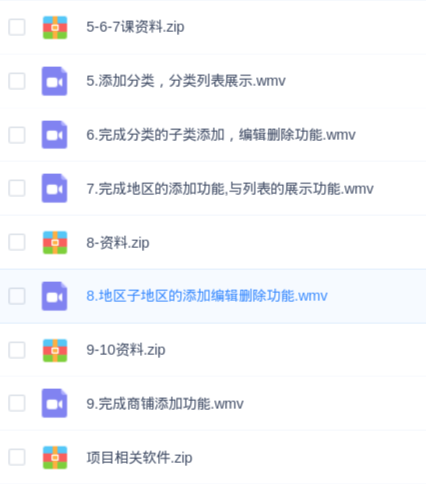 5-6-7课资料.zip
5.添加分类，分类列表展示.wmv
6.完成分类的子类添加，编辑删除功能.wmv
7.完成地区的添加功能,与列表的展示功能.wmv
8-资料.zip
8.地区子地区的添加编辑删除功能.wmv
9-10资料.zip
9.完成商铺添加功能.wmv
项目相关软件.zip